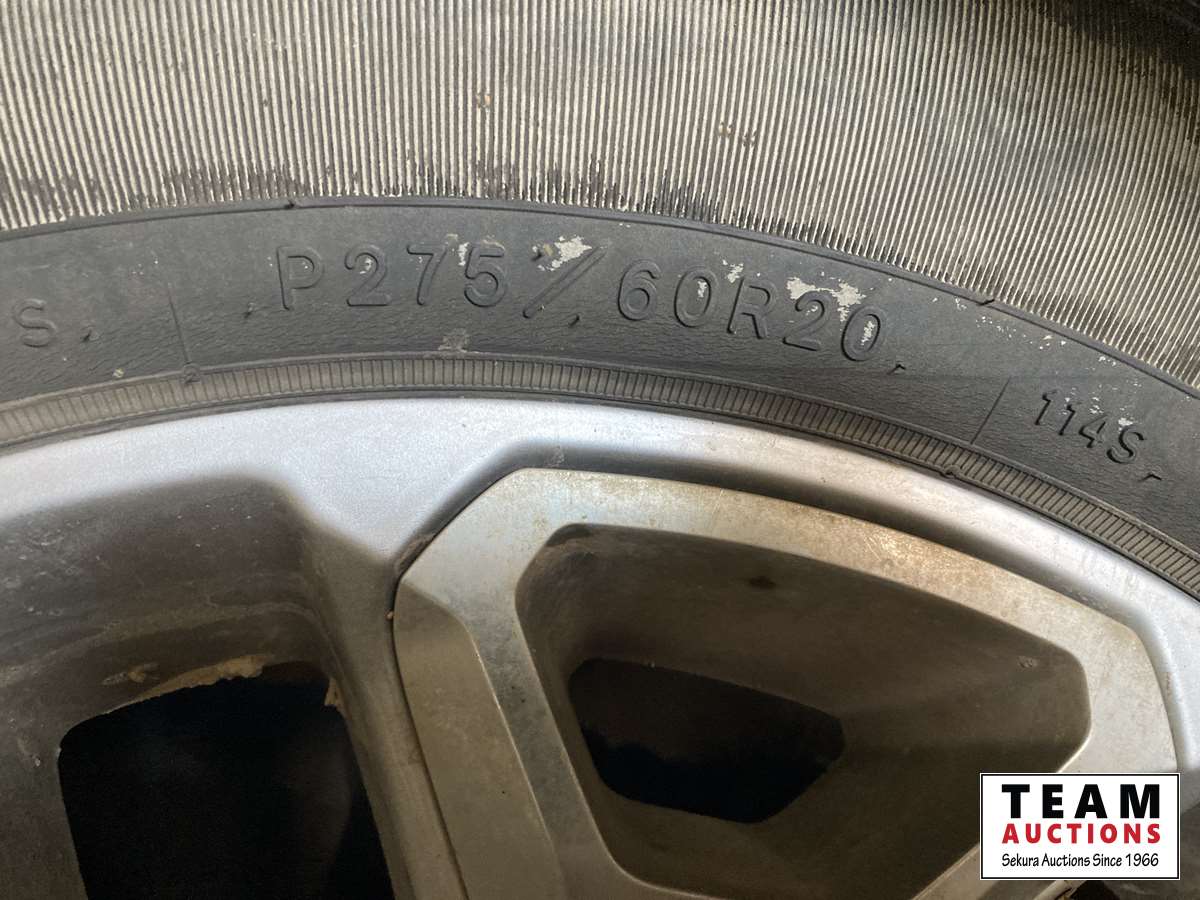 S.
P275/60R20
114S
TEAM
AUCTIONS
Sekura Auctions Since 1966